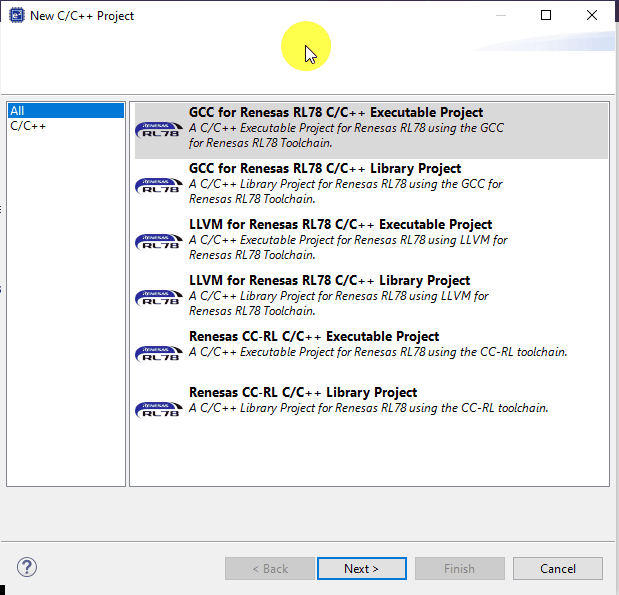 New C/C++ Project
All
C/C++
GCC for Renesas RL78 C/C++ Executable Project
A C/C++ Executable Project for Renesas RL78 using the GCC
for Renesas RL78 Toolchain.
GCC for Renesas RL78 C/C++ Library Project
A C/C++ Library Project for Renesas RL78 using the GCC for
Renesas RL78 Toolchain.
LLVM for Renesas RL78 C/C++ Executable Project
A C/C++ Executable Project for Renesas RL78 using LLVM for
Renesas RL78 Toolchain.
LLVM for Renesas RL78 C/C++ Library Project
A C/C++ Library Project for Renesas RL78 using LLVM for
Renesas RL78 Toolchain.
Renesas CC-RL C/C++ Executable Project
A C/C++ Executable Project for Renesas RL78 using the CC-RL toolchain.
Renesas CC-RL C/C++ Library Project
A C/C++ Library Project for Renesas RL78 using the CC-RL toolchain.
RENESAS
RL78
RENESAS
RL78
RENESAS
RL78
RENESAS
RL78
RENESAS
RL78
RENESAS
RL78
?
< Back
Next >
Finish
Cancel